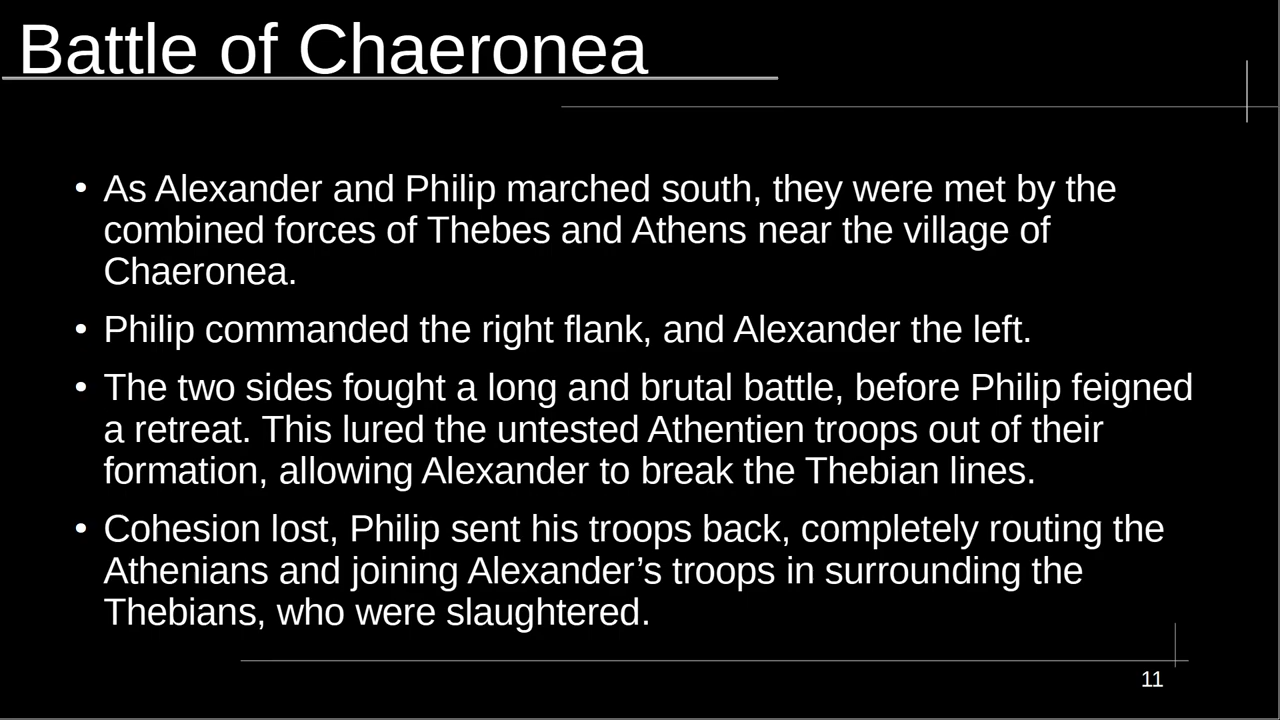 Battle of Chaeronea
• As Alexander and Philip marched south, they were met by the
combined forces of Thebes and Athens near the village of
Chaeronea.
• Philip commanded the right flank, and Alexander the left.
• The two sides fought a long and brutal battle, before Philip feigned
a retreat. This lured the untested Athentien troops out of their
formation, allowing Alexander to break the Thebian lines.
• Cohesion lost, Philip sent his troops back, completely routing the
Athenians and joining Alexander’s troops in surrounding the
Thebians, who were slaughtered.
11